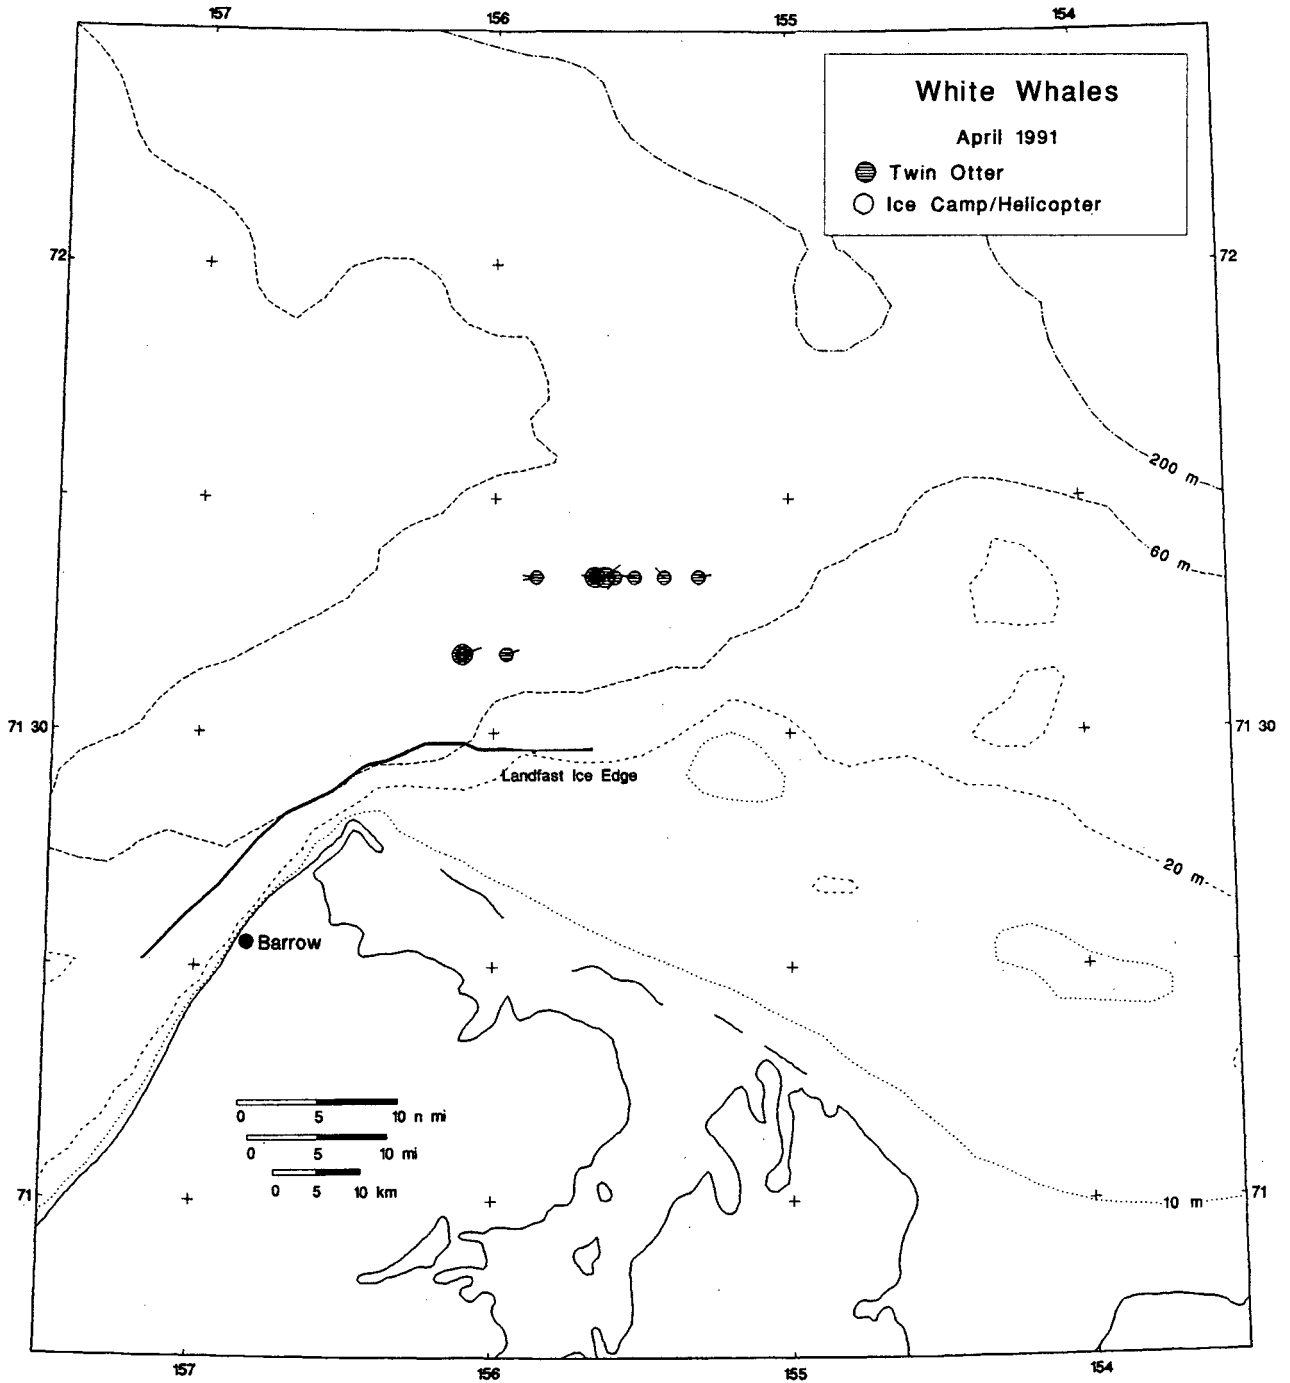 157 156 155 154
White Whales
April 1991
Twin Otter
Ice Camp/Helicopter
72 72
200 m
60 m
71 30 71 30
Landfast Ice Edge
20 m
Barrow
0 5 10 n mi
0 5 10 mi
0 5 10 km
71 10 m 71
157 156 155 154